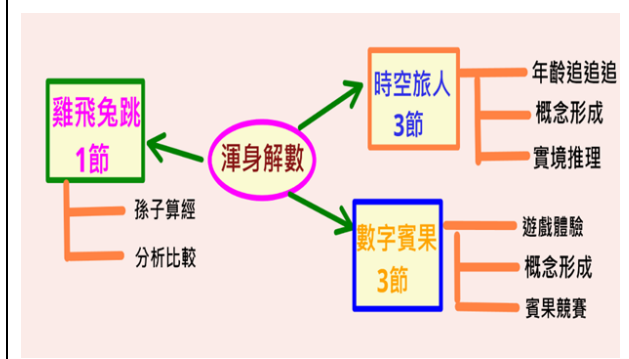 渾身解數
雞飛兔跳
1節
孫子算經
分析比較
時空旅人
3節
年齡追追追
概念形成
實境推理
數字賓果
3節
遊戲體驗
概念形成
賓果競賽